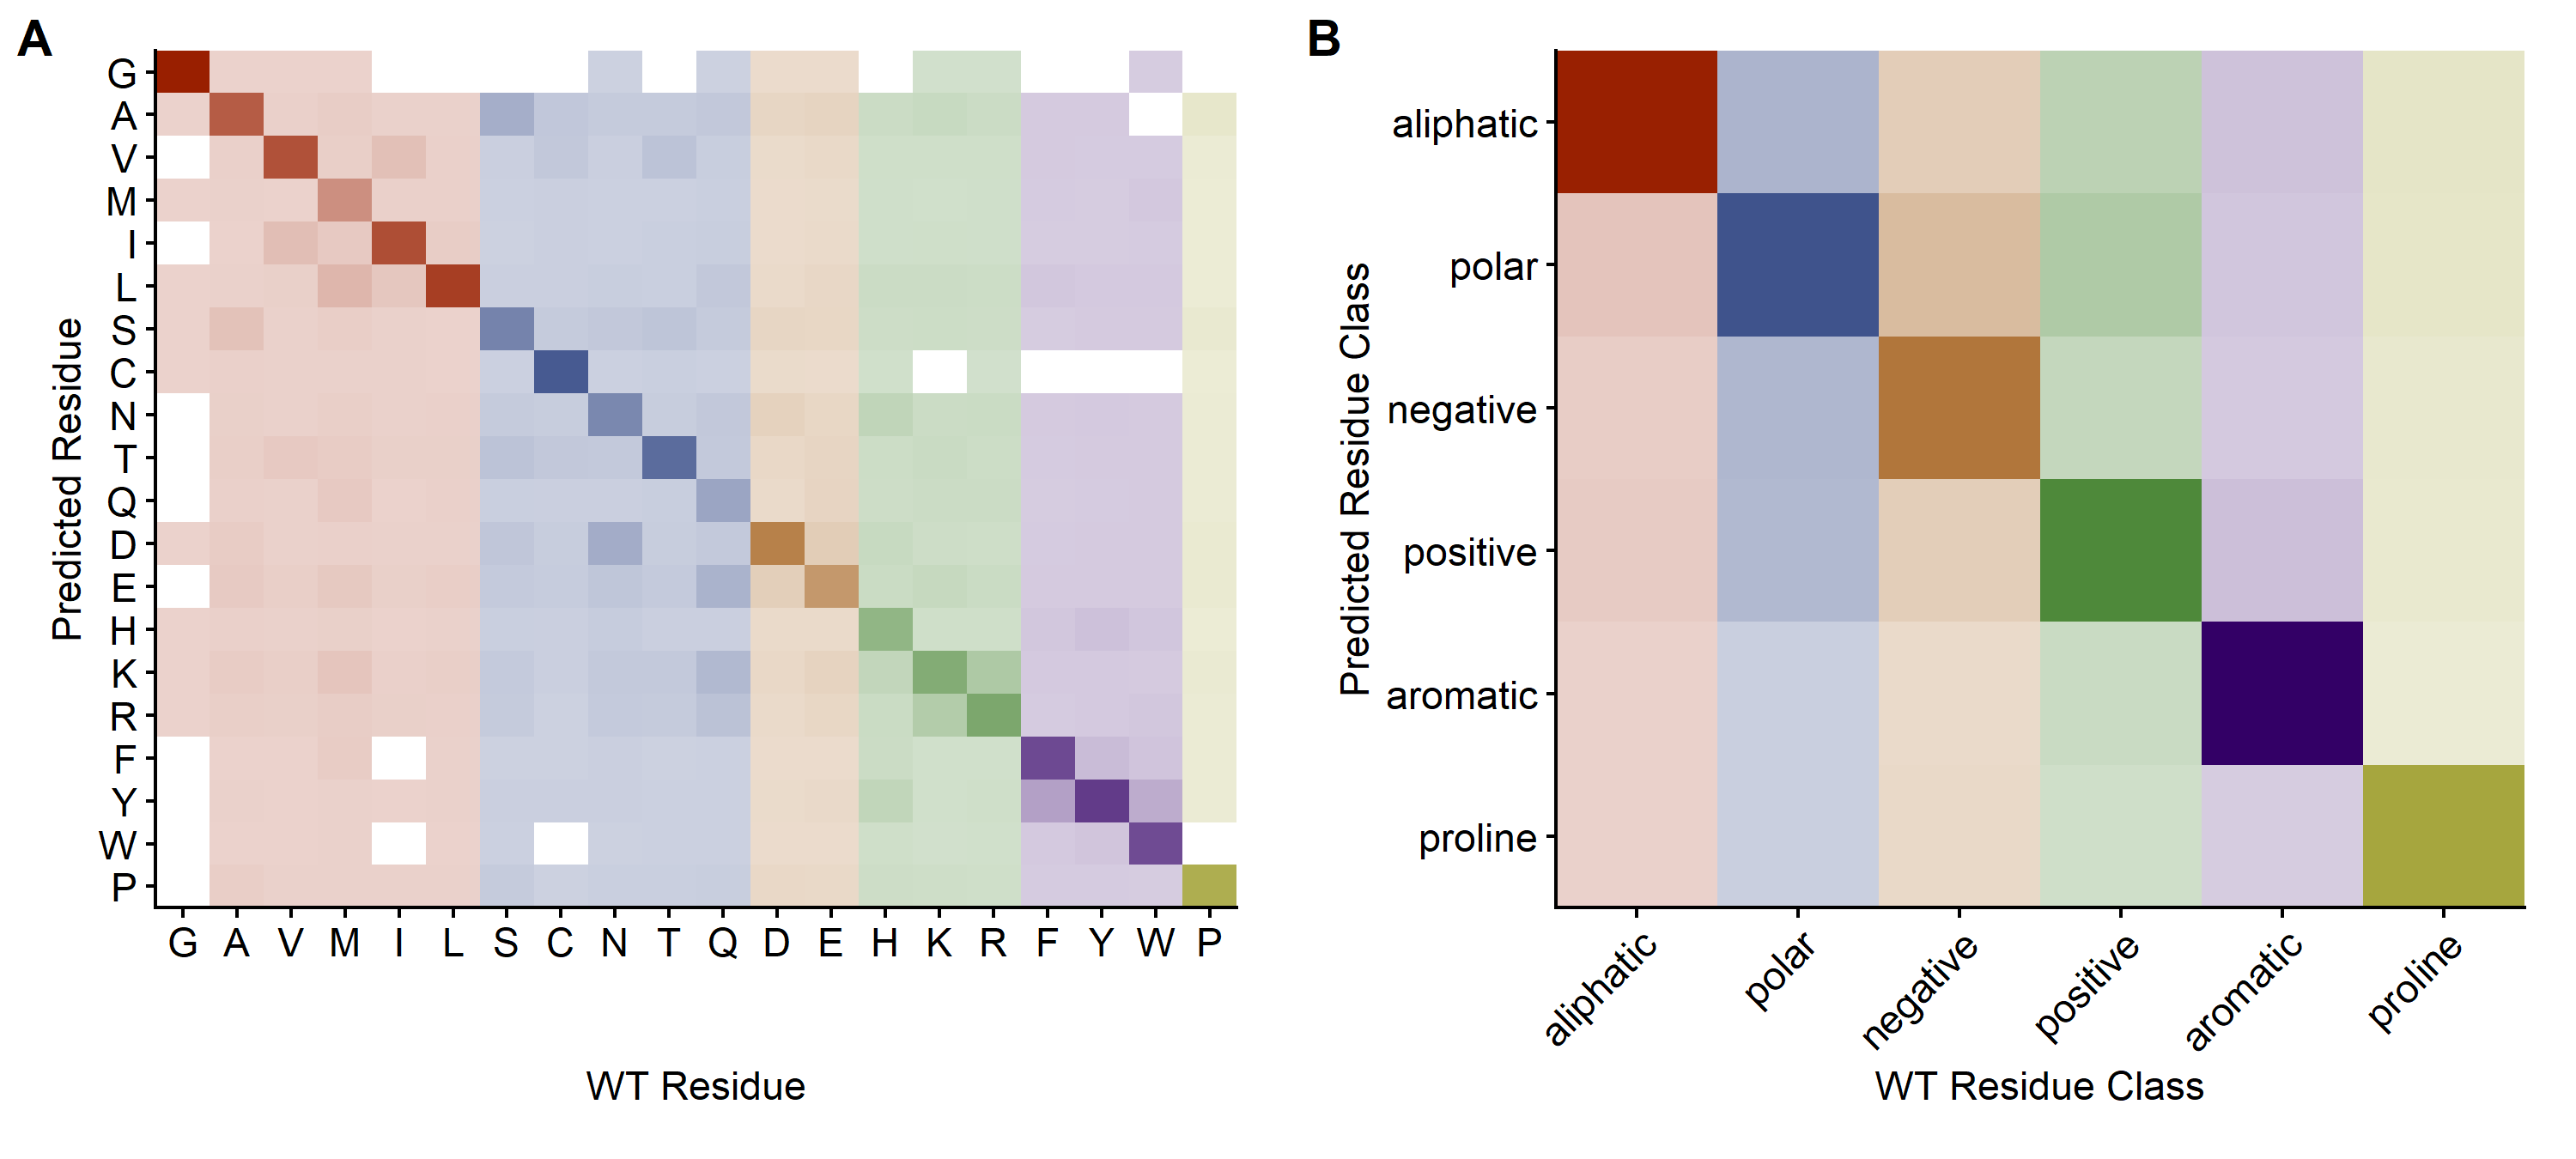 A
G
A
V
M
I
L
S
C
N
T
Q
D
E
H
K
R
F
Y
W
P
Predicted Residue
G A V M I L S C N T Q D E H K R F Y W P
WT Residue
B
aliphatic
polar
negative
positive
aromatic
proline
Predicted Residue Class
aliphatic
polar
negative
positive
aromatic
proline
WT Residue Class